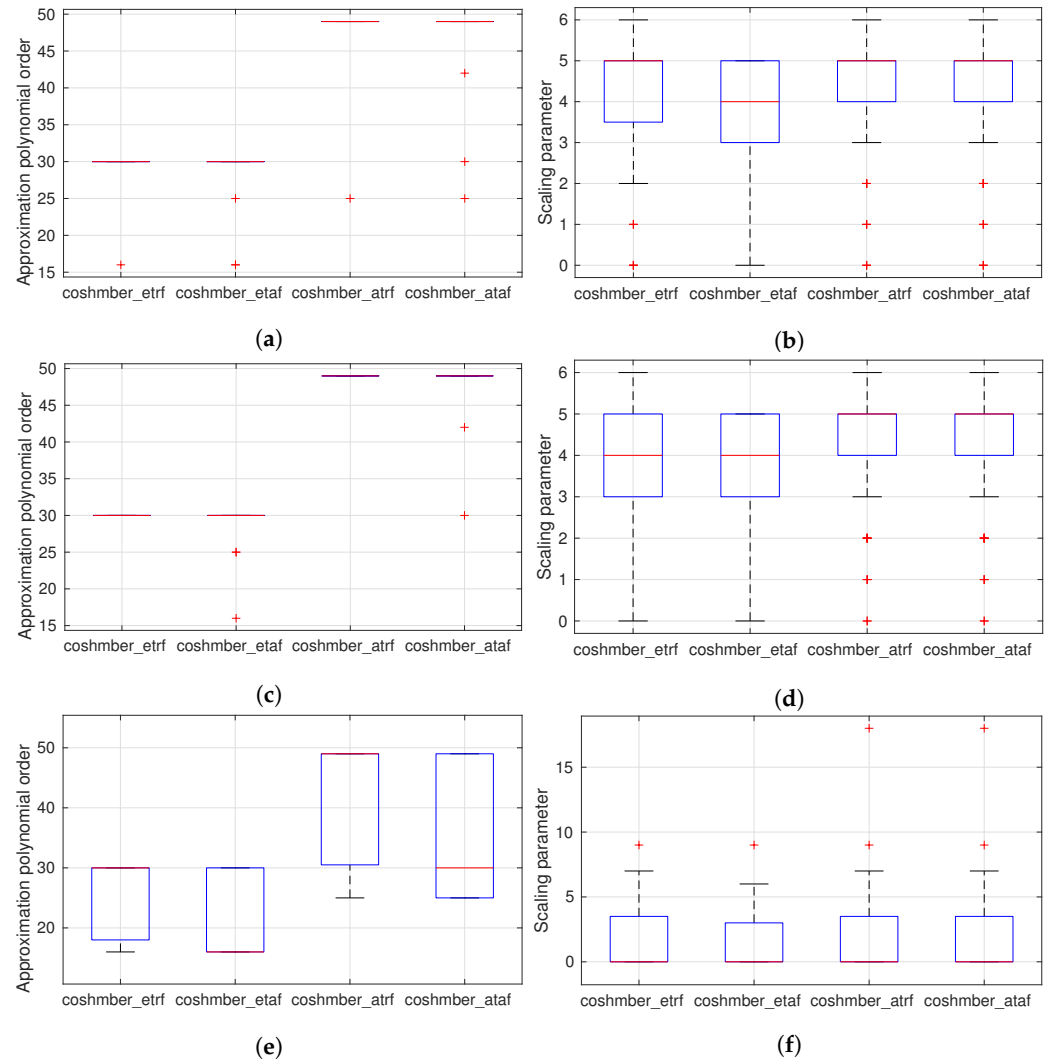 Approximation polynomial order
50
45
40
35
30
25
20
15
coshmber_etrf coshmber_etaf coshmber_atrf coshmber_ataf
(a)
Scaling parameter
6
5
4
3
2
1
0
coshmber_etrf coshmber_etaf coshmber_atrf coshmber_ataf
(b)
Approximation polynomial order
50
45
40
35
30
25
20
15
coshmber_etrf coshmber_etaf coshmber_atrf coshmber_ataf
(c)
Scaling parameter
6
5
4
3
2
1
0
coshmber_etrf coshmber_etaf coshmber_atrf coshmber_ataf
(d)
Approximation polynomial order
50
40
30
20
coshmber_etrf coshmber_etaf coshmber_atrf coshmber_ataf
(e)
Scaling parameter
15
10
5
0
coshmber_etrf coshmber_etaf coshmber_atrf coshmber_ataf
(f)